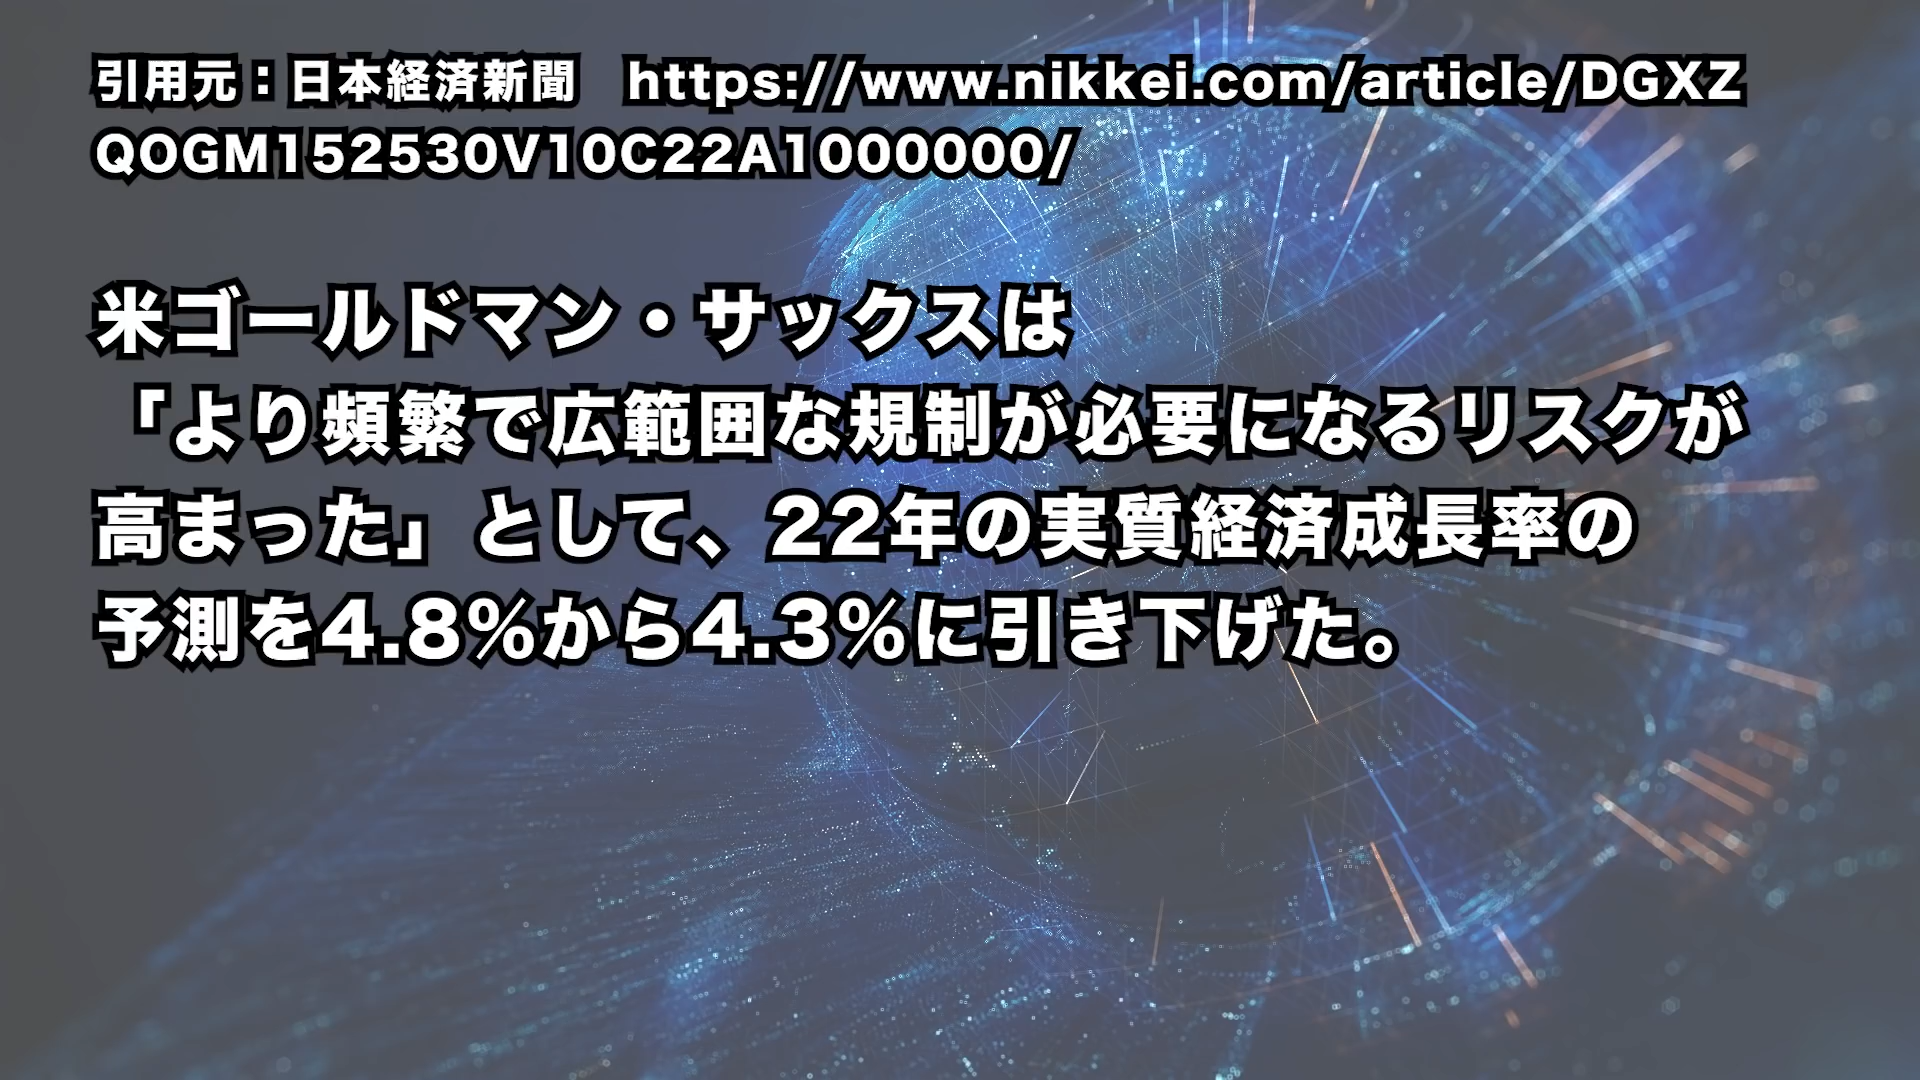 引用元：日本経済新聞　https://www.nikkei.com/article/DGXZ
QOGM152530V10C22A1000000/
米ゴールドマン・サックスは
「より頻繁で広範囲な規制が必要になるリスクが
高まった」として、22年の実質経済成長率の
予測を4.8%から4.3%に引き下げた。